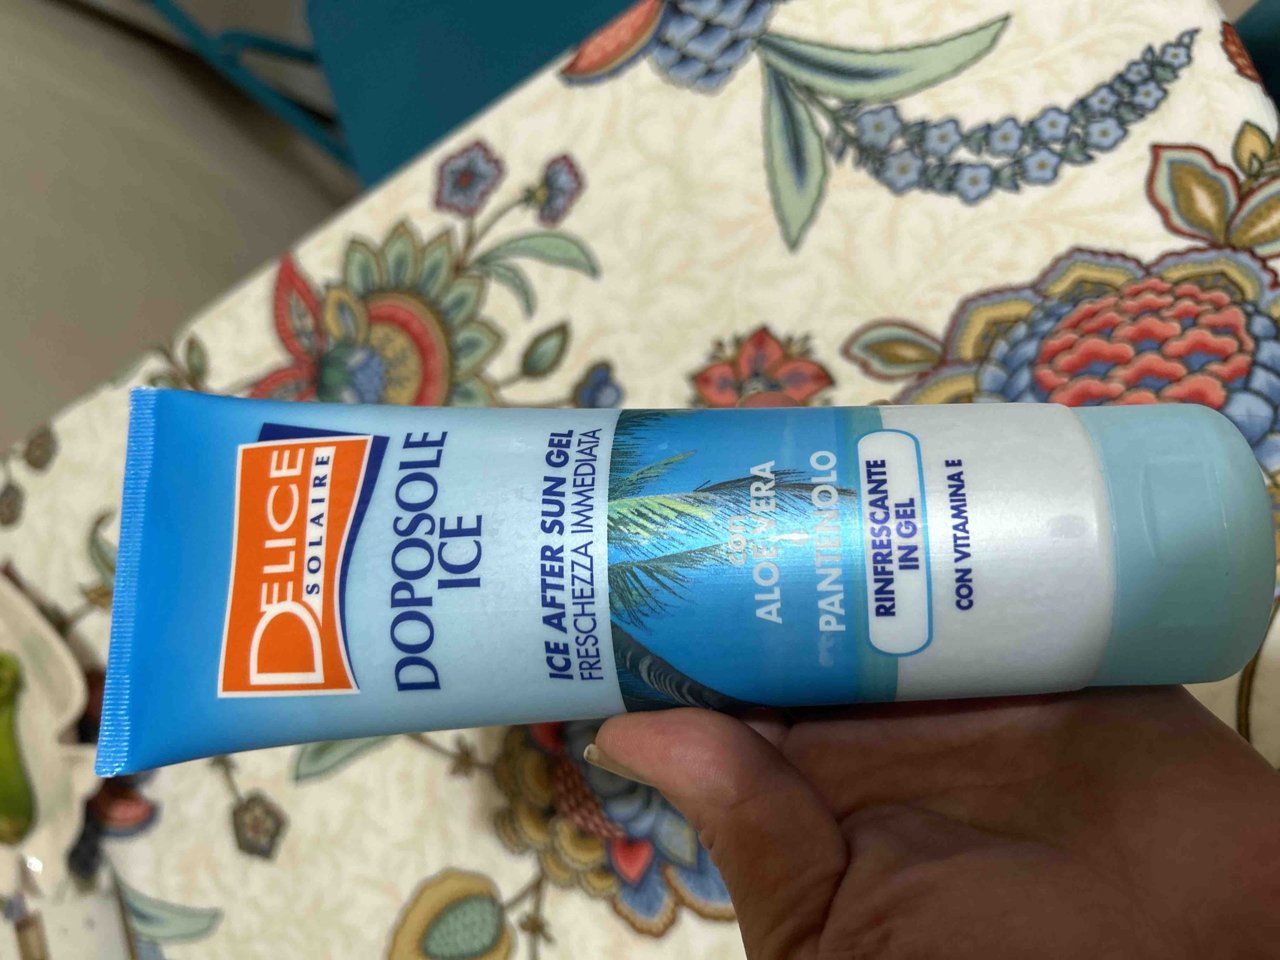 DELICE
SOLAIRE
DOPOSOLE
ICE
ICE AFTER SUN GEL
FRESCHEZZA IMMEDIATA
con
ALOE VERA
e
PANTENOLO
RINFRESCANTE
IN GEL
CON VITAMINA E